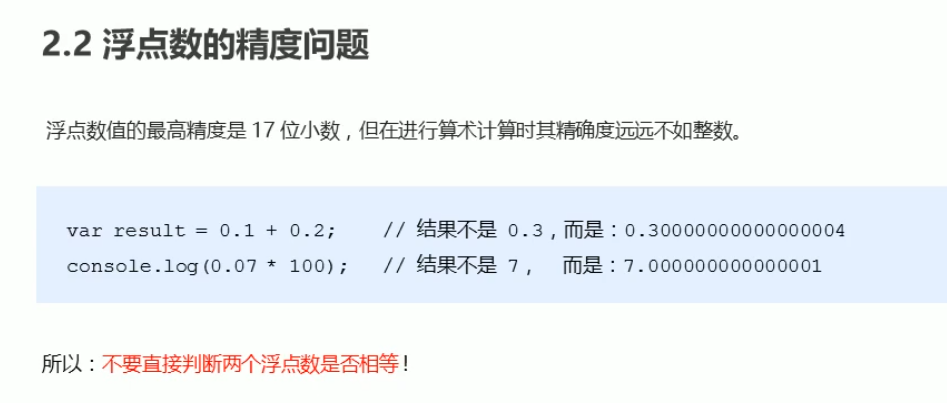 2.2 浮点数的精度问题
浮点数值的最高精度是 17 位小数，但在进行算术计算时其精确度远远不如整数。
var result = 0.1 + 0.2;    // 结果不是 0.3，而是：0.30000000000000004
console.log(0.07 * 100);   // 结果不是 7，  而是：7.000000000000001
所以：不要直接判断两个浮点数是否相等！